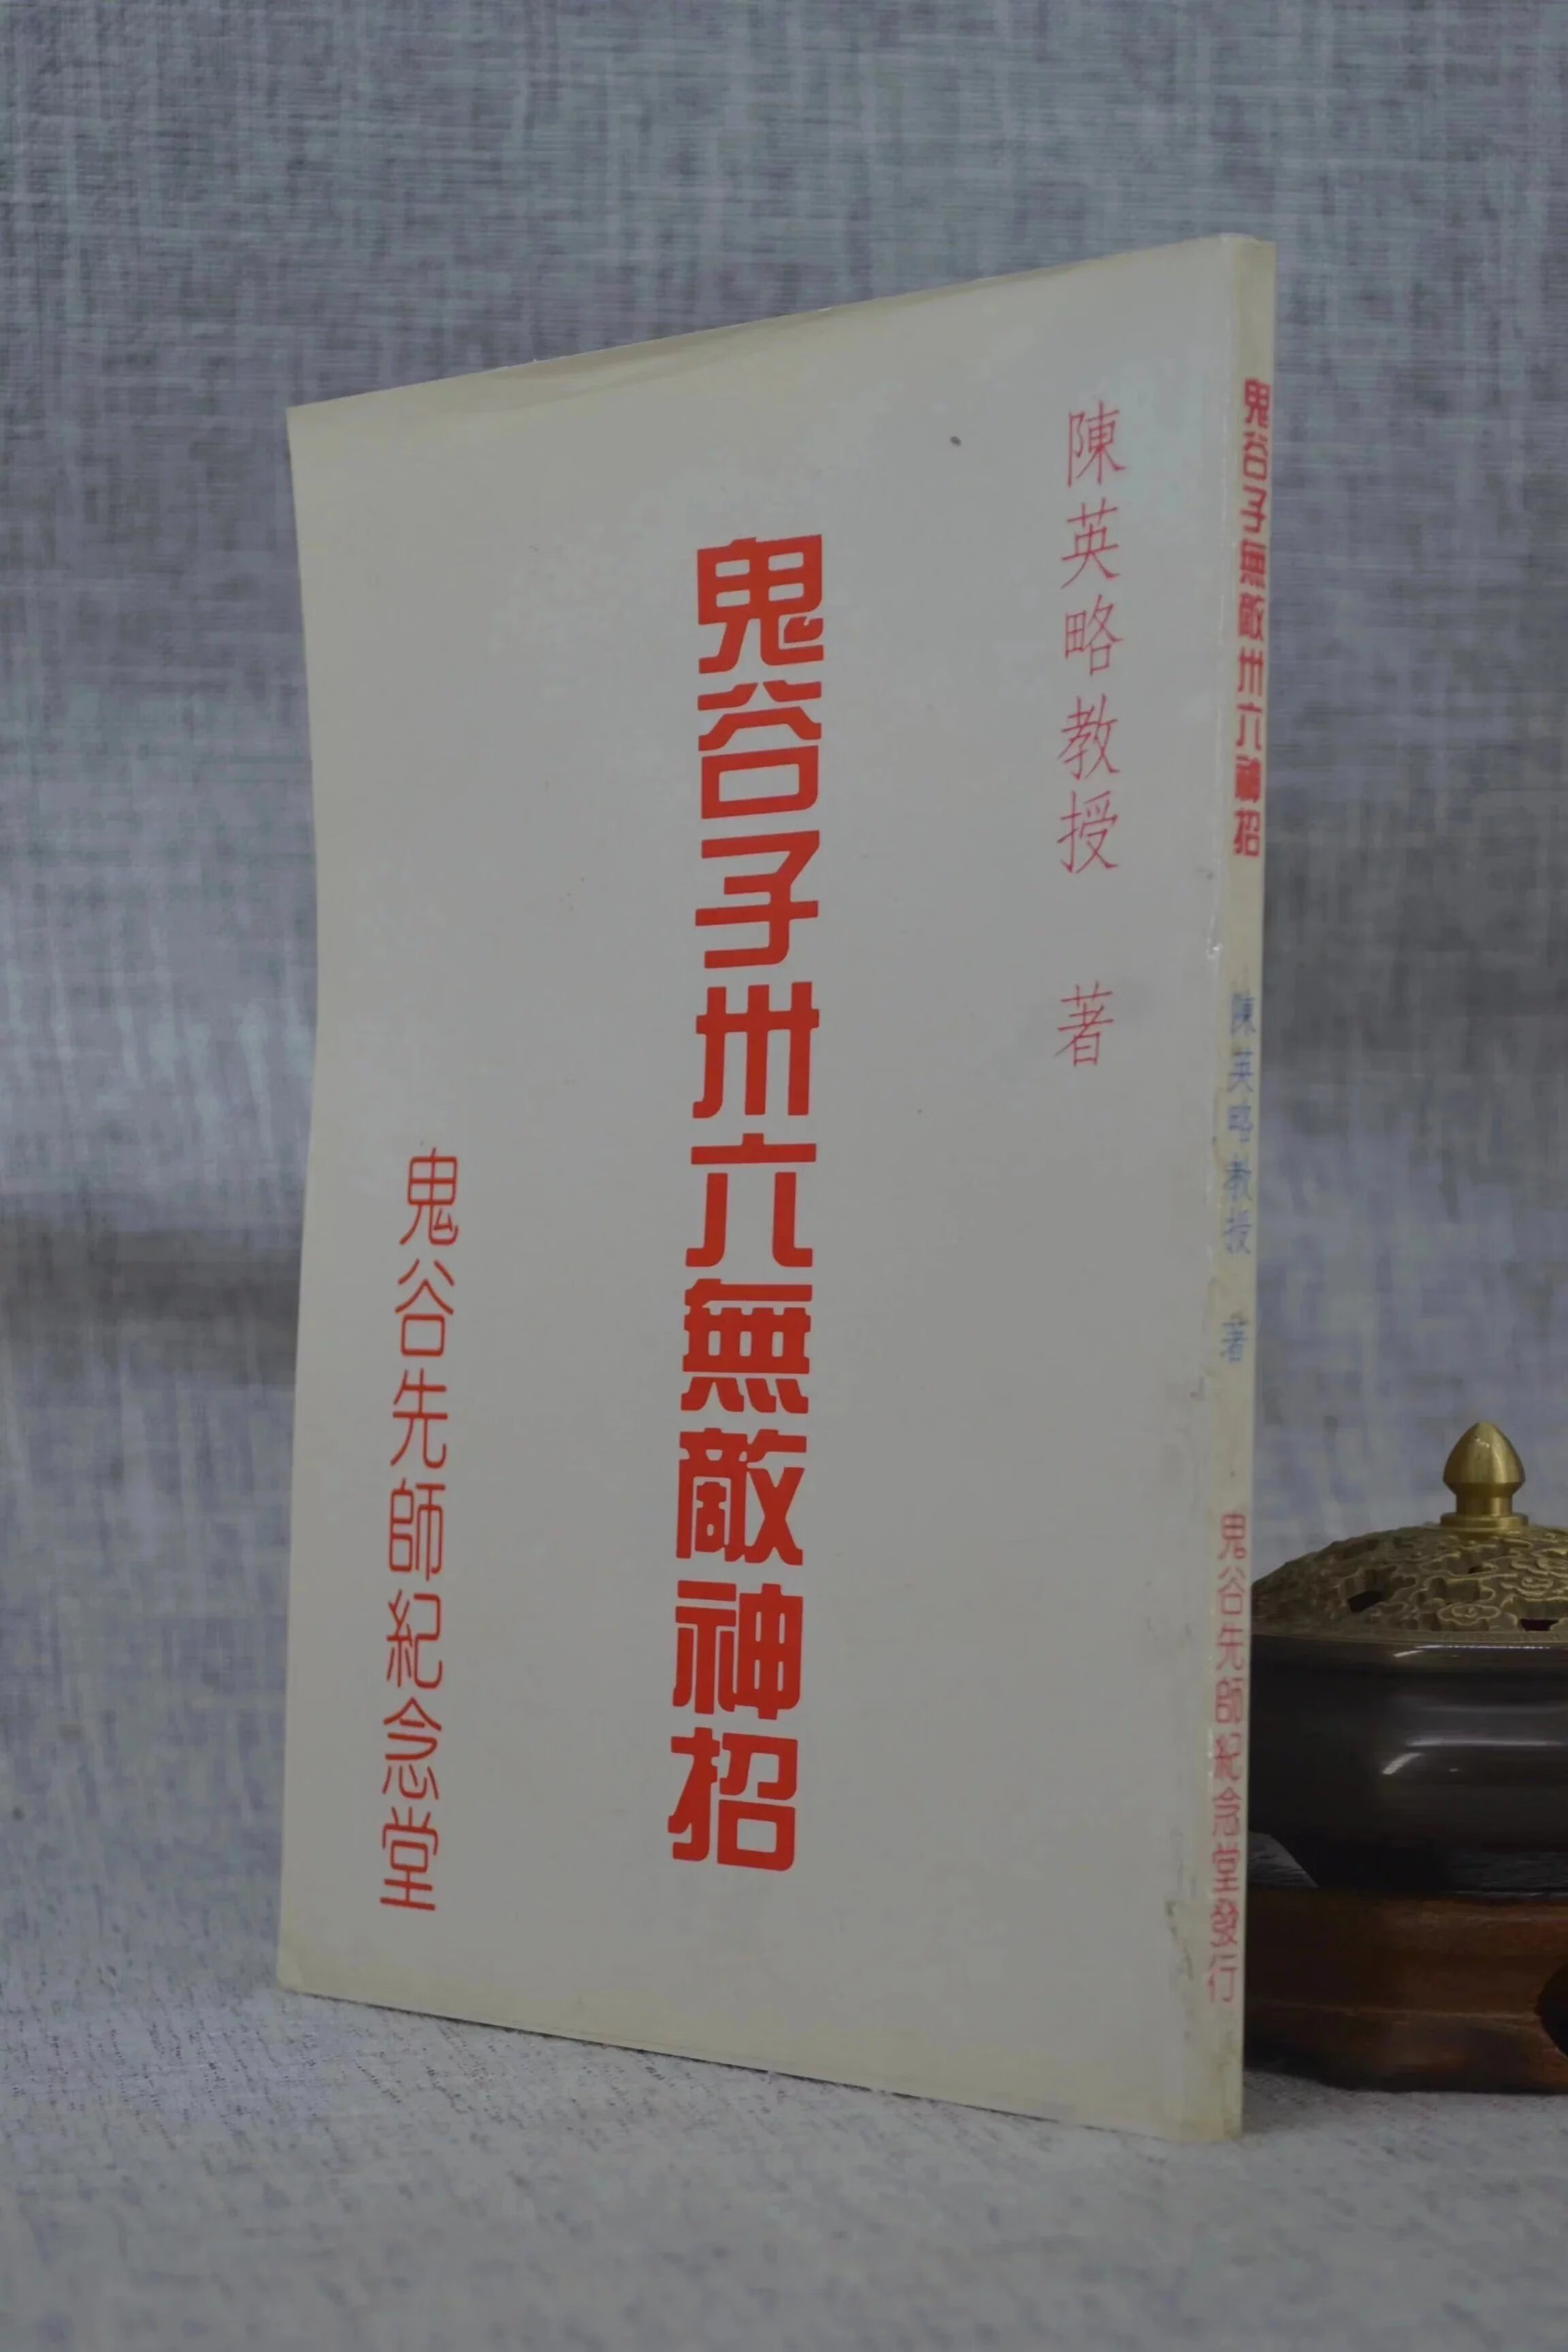 陳英略教授　著
鬼谷子卅六無敵神招
鬼谷先師紀念堂
鬼谷子無敵卅六神招
陳英略教授　著
鬼谷先師紀念堂發行